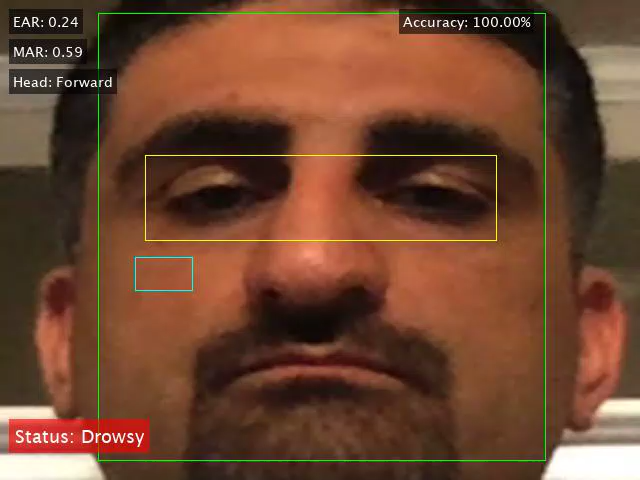 EAR: 0.24
Accuracy: 100.00%
MAR: 0.59
Head: Forward
Status: Drowsy